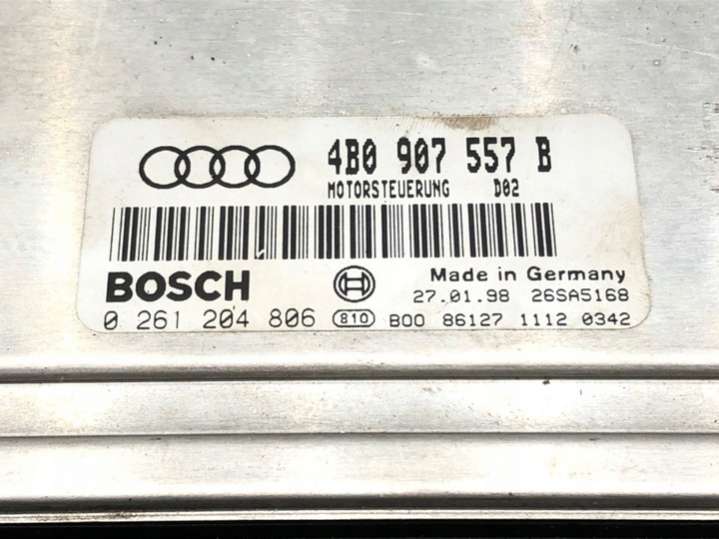 4B0 907 557 B
MOTORSTEUERUNG D02
BOSCH
Made in Germany
27.01.98 26SA5168
0 261 204 806 810 B00 86127 1112 0342